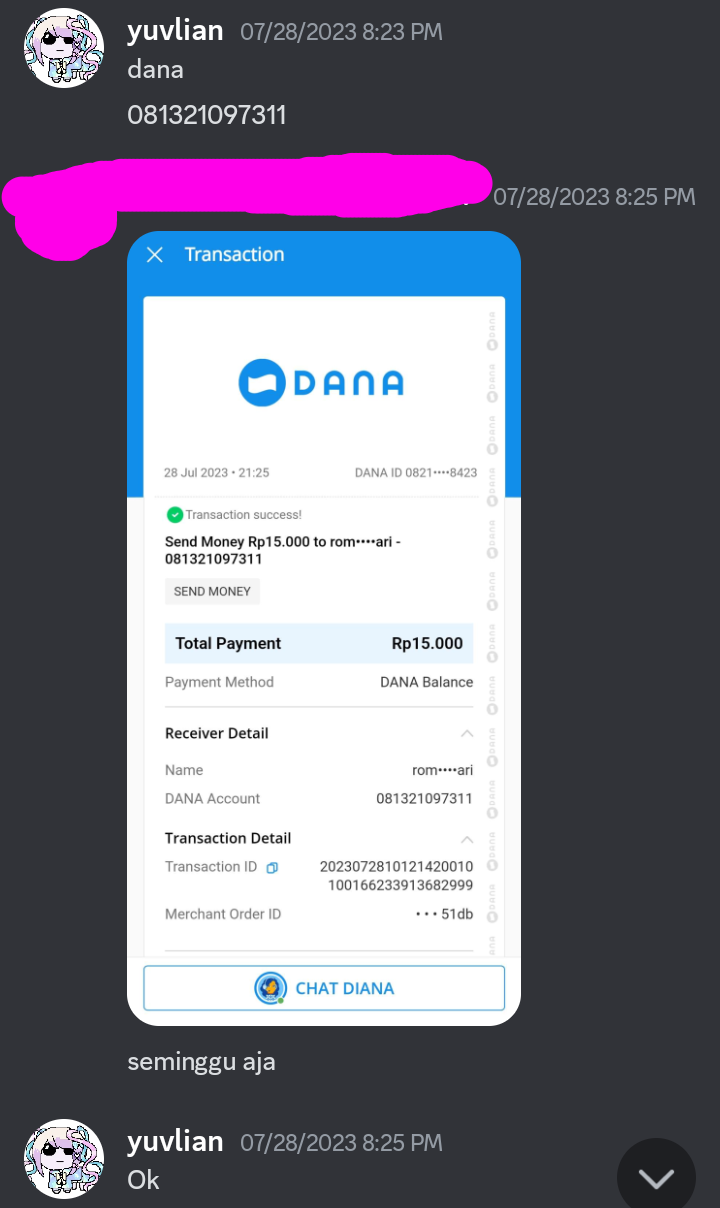 yuvlian 07/28/2023 8:23 PM
dana
081321097311
07/28/2023 8:25 PM
Transaction
DANA
28 Jul 2023 • 21:25 DANA ID 0821••••8423
Transaction success!
Send Money Rp15.000 to rom••••ari -
081321097311
SEND MONEY
Total Payment Rp15.000
Payment Method DANA Balance
Receiver Detail
Name rom••••ari
DANA Account 081321097311
Transaction Detail
Transaction ID 2023072810121420010
100166233913682999
Merchant Order ID • • • 51db
CHAT DIANA
seminggu aja
yuvlian 07/28/2023 8:25 PM
Ok